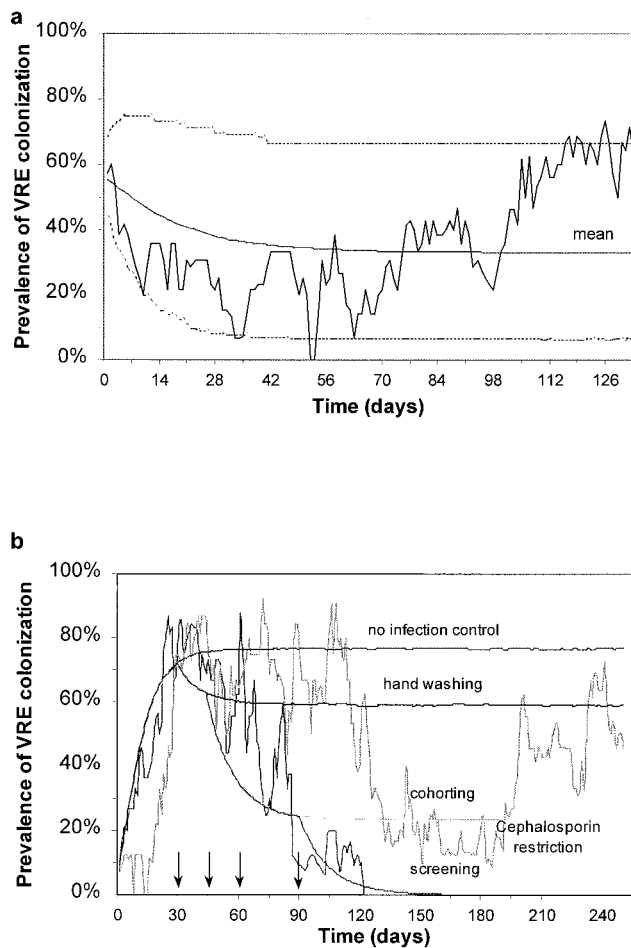 a
100%
80%
60%
40%
20%
0%
Prevalence of VRE colonization
mean
0 14 28 42 56 70 84 98 112 126
Time (days)
b
100%
80%
60%
40%
20%
0%
Prevalence of VRE colonization
no infection control
hand washing
cohorting
Cephalosporin
restriction
screening
0 30 60 90 120 150 180 210 240
Time (days)